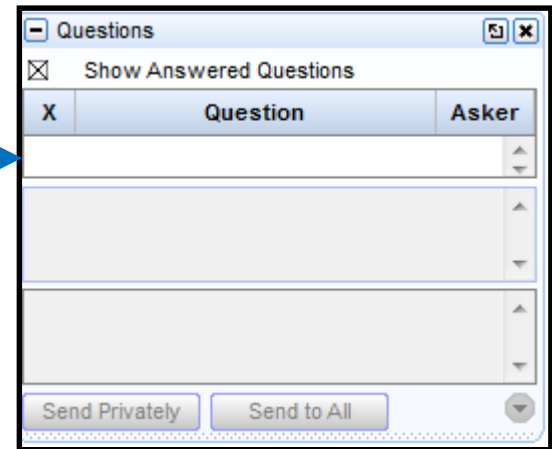 Questions
Show Answered Questions
X Question Asker
Send Privately Send to All